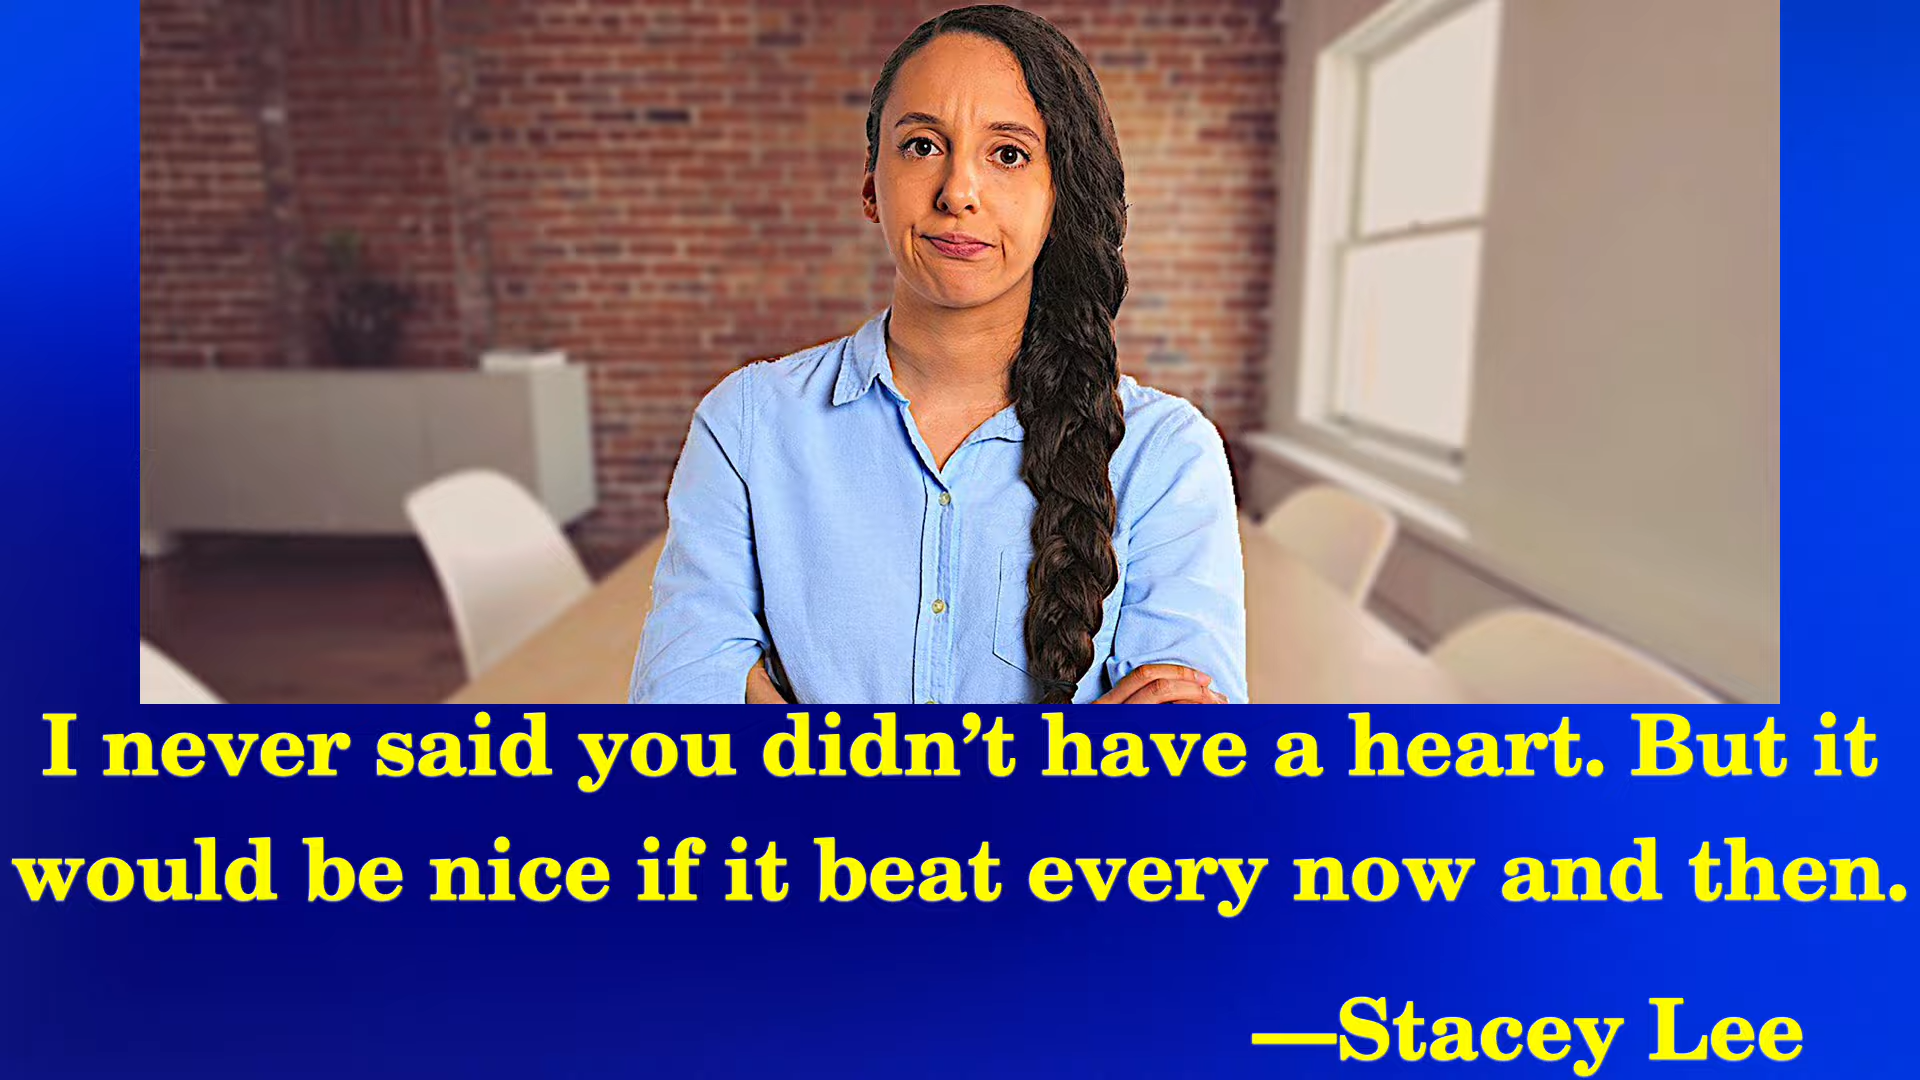 I never said you didn’t have a heart. But it
would be nice if it beat every now and then.
—Stacey Lee